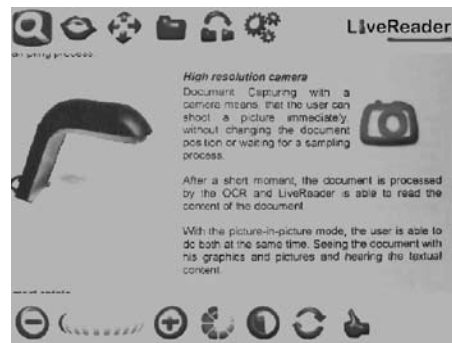 LiveReader
High resolution camera
Document Capturing with a
camera means, that the user can
shoot a picture immediately,
without changing the document
position or waiting for a sampling
process.
After a short moment, the document is processed
by the OCR and LiveReader is able to read the
content of the document
With the picture-in-picture mode, the user is able to
do both at the same time. Seeing the document with
his graphics and pictures and hearing the textual
content.